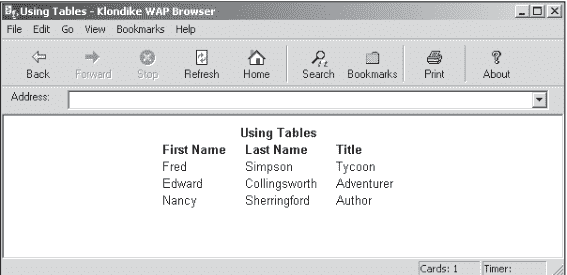 Using Tables - Klondike WAP Browser
File Edit Go View Bookmarks Help
Back Forward Stop Refresh Home Search Bookmarks Print About
Address:
Using Tables
First Name Last Name Title
Fred Simpson Tycoon
Edward Collingsworth Adventurer
Nancy Sherringford Author
Cards: 1 Timer: